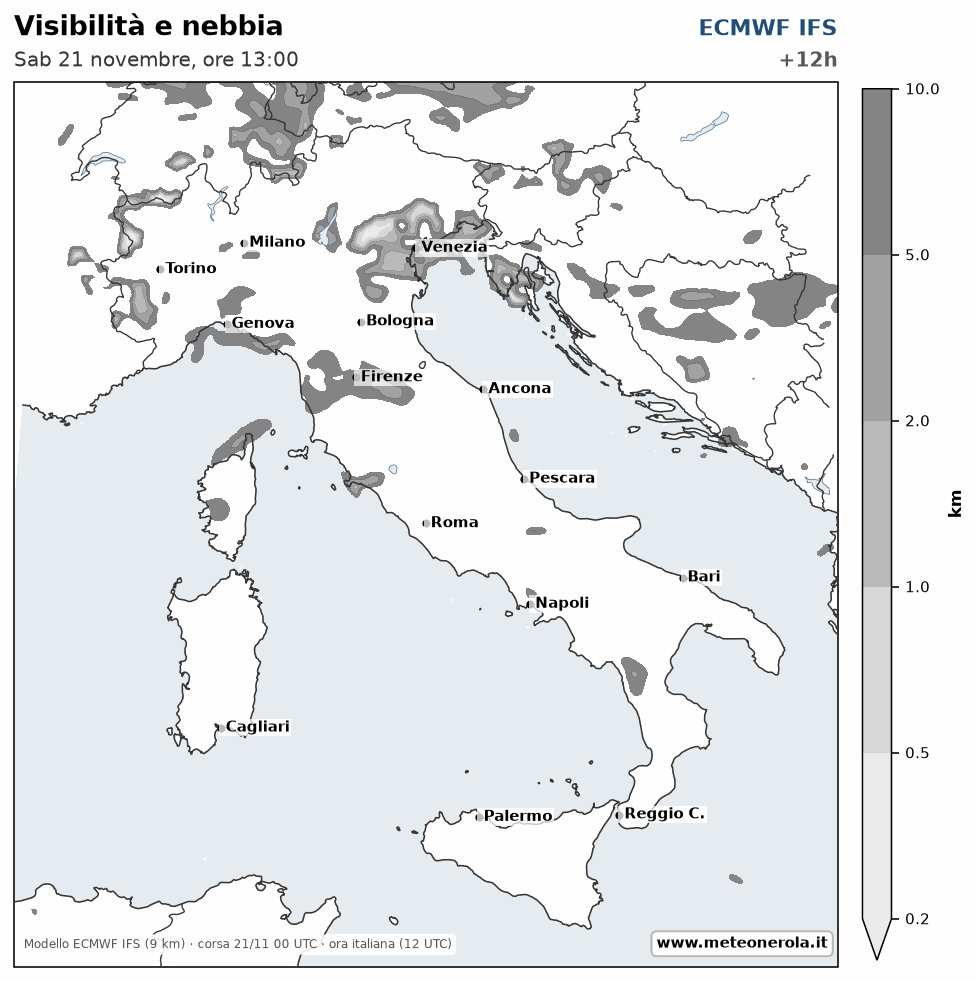 Visibilità e nebbia
ECMWF IFS
Sab 21 novembre, ore 13:00
+12h
10.0
5.0
2.0
1.0
0.5
0.2
km
Milano
Venezia
Torino
Genova
Bologna
Firenze
Ancona
Pescara
Roma
Bari
Napoli
Cagliari
Palermo
Reggio C.
Modello ECMWF IFS (9 km) · corsa 21/11 00 UTC · ora italiana (12 UTC)
www.meteonerola.it